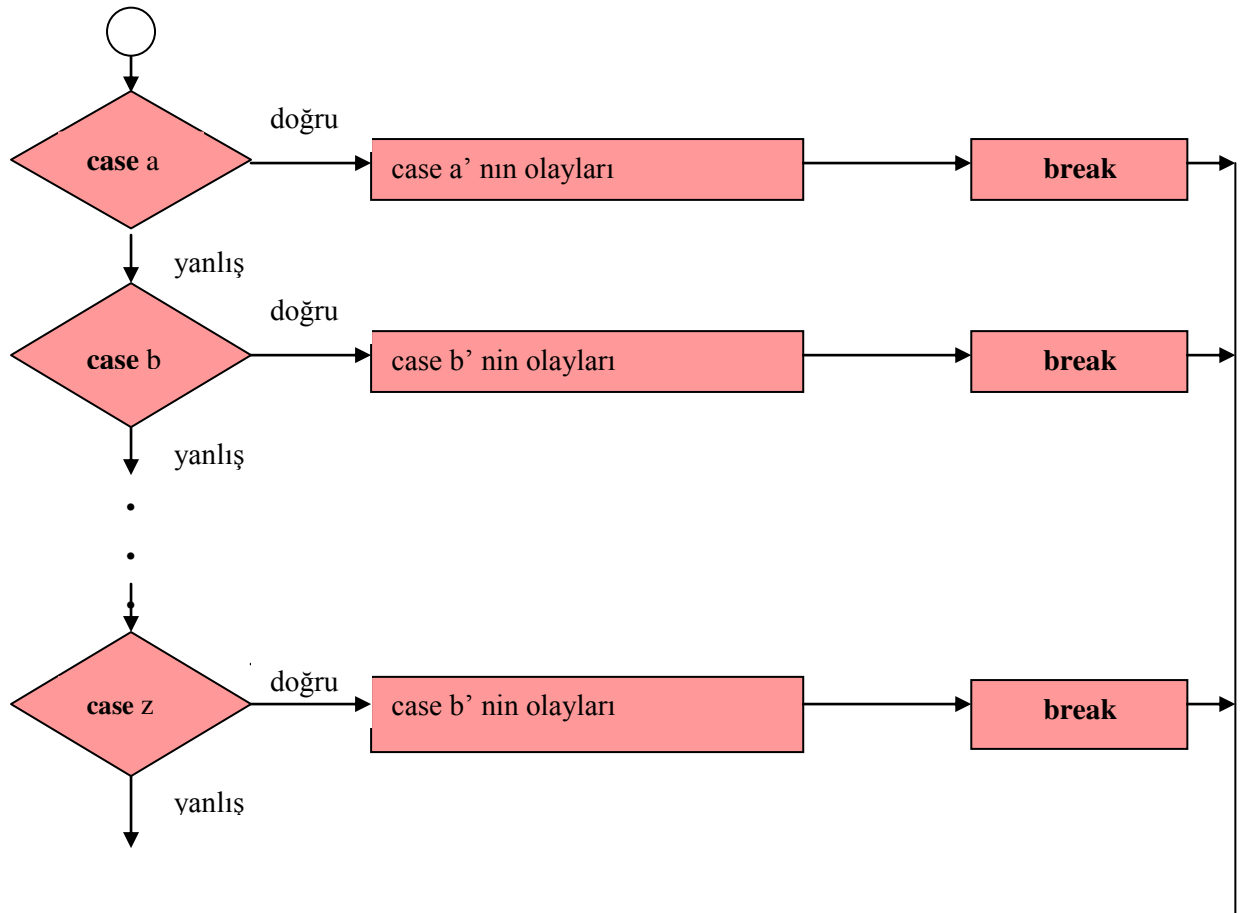 doğru
case a
case a’ nın olayları
break
yanlış
doğru
case b
case b’ nin olayları
break
yanlış
doğru
case z
case b’ nin olayları
break
yanlış